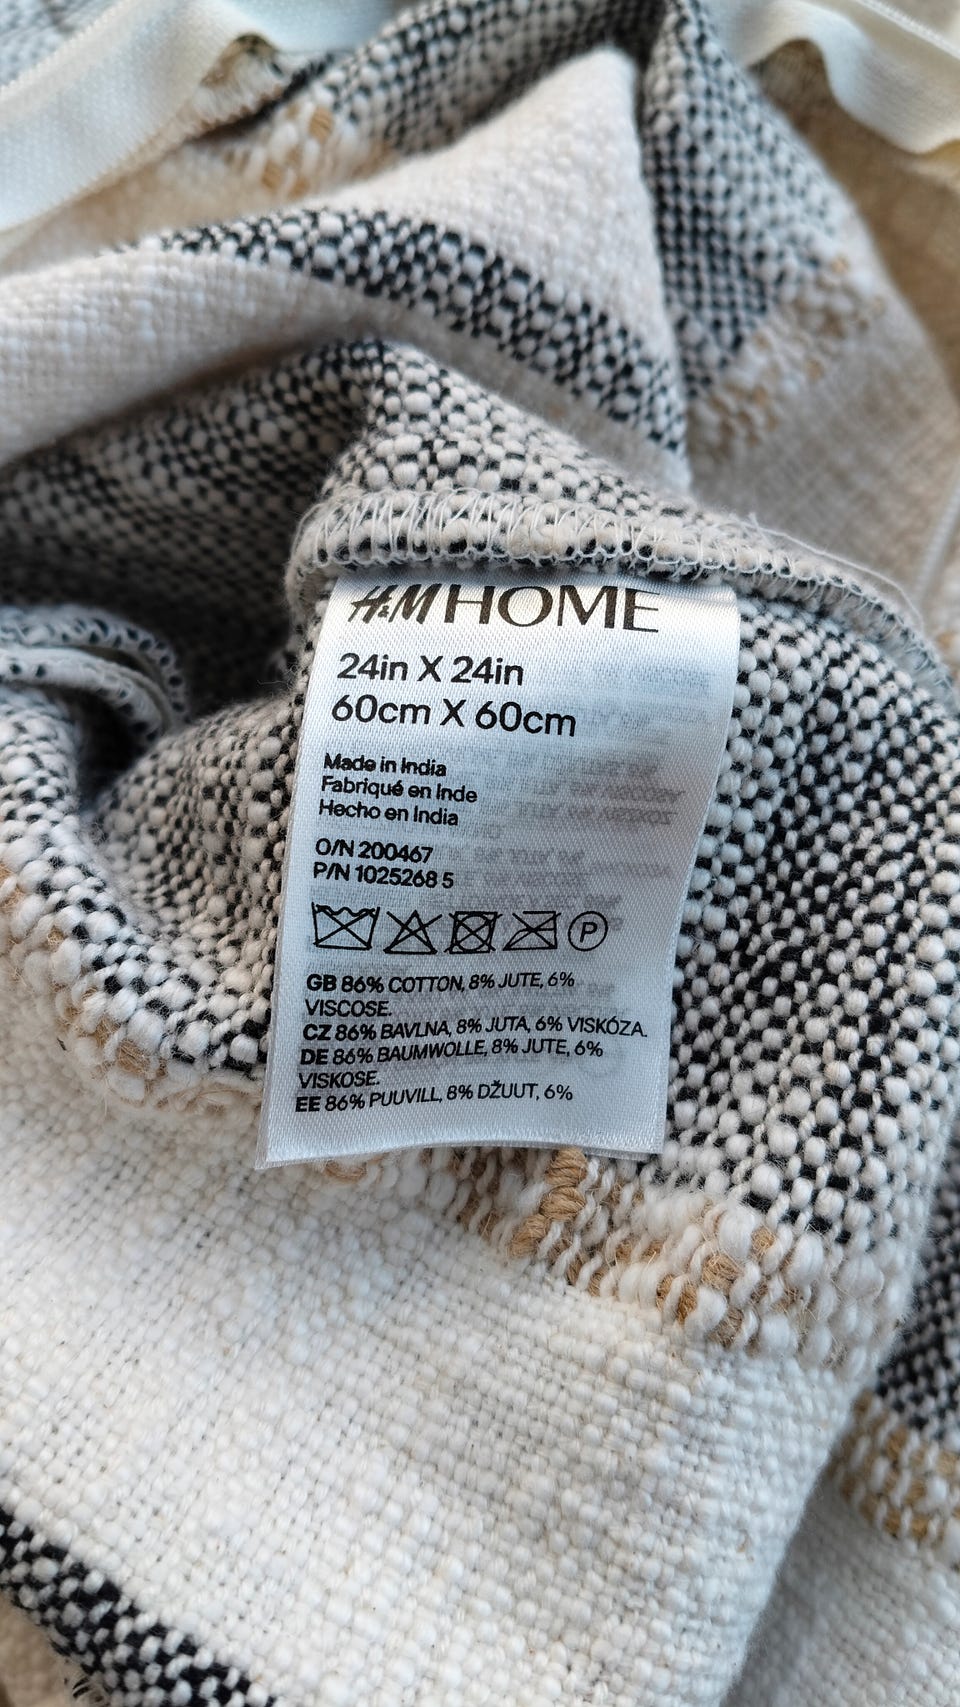 H&M HOME
24in X 24in
60cm X 60cm
Made in India
Fabriqué en Inde
Hecho en India
O/N 200467
P/N 1025268 5
P
GB 86% COTTON, 8% JUTE, 6%
VISCOSE.
CZ 86% BAVLNA, 8% JUTA, 6% VISKÓZA.
DE 86% BAUMWOLLE, 8% JUTE, 6%
VISKOSE.
EE 86% PUUVILL, 8% DŽUUT, 6%